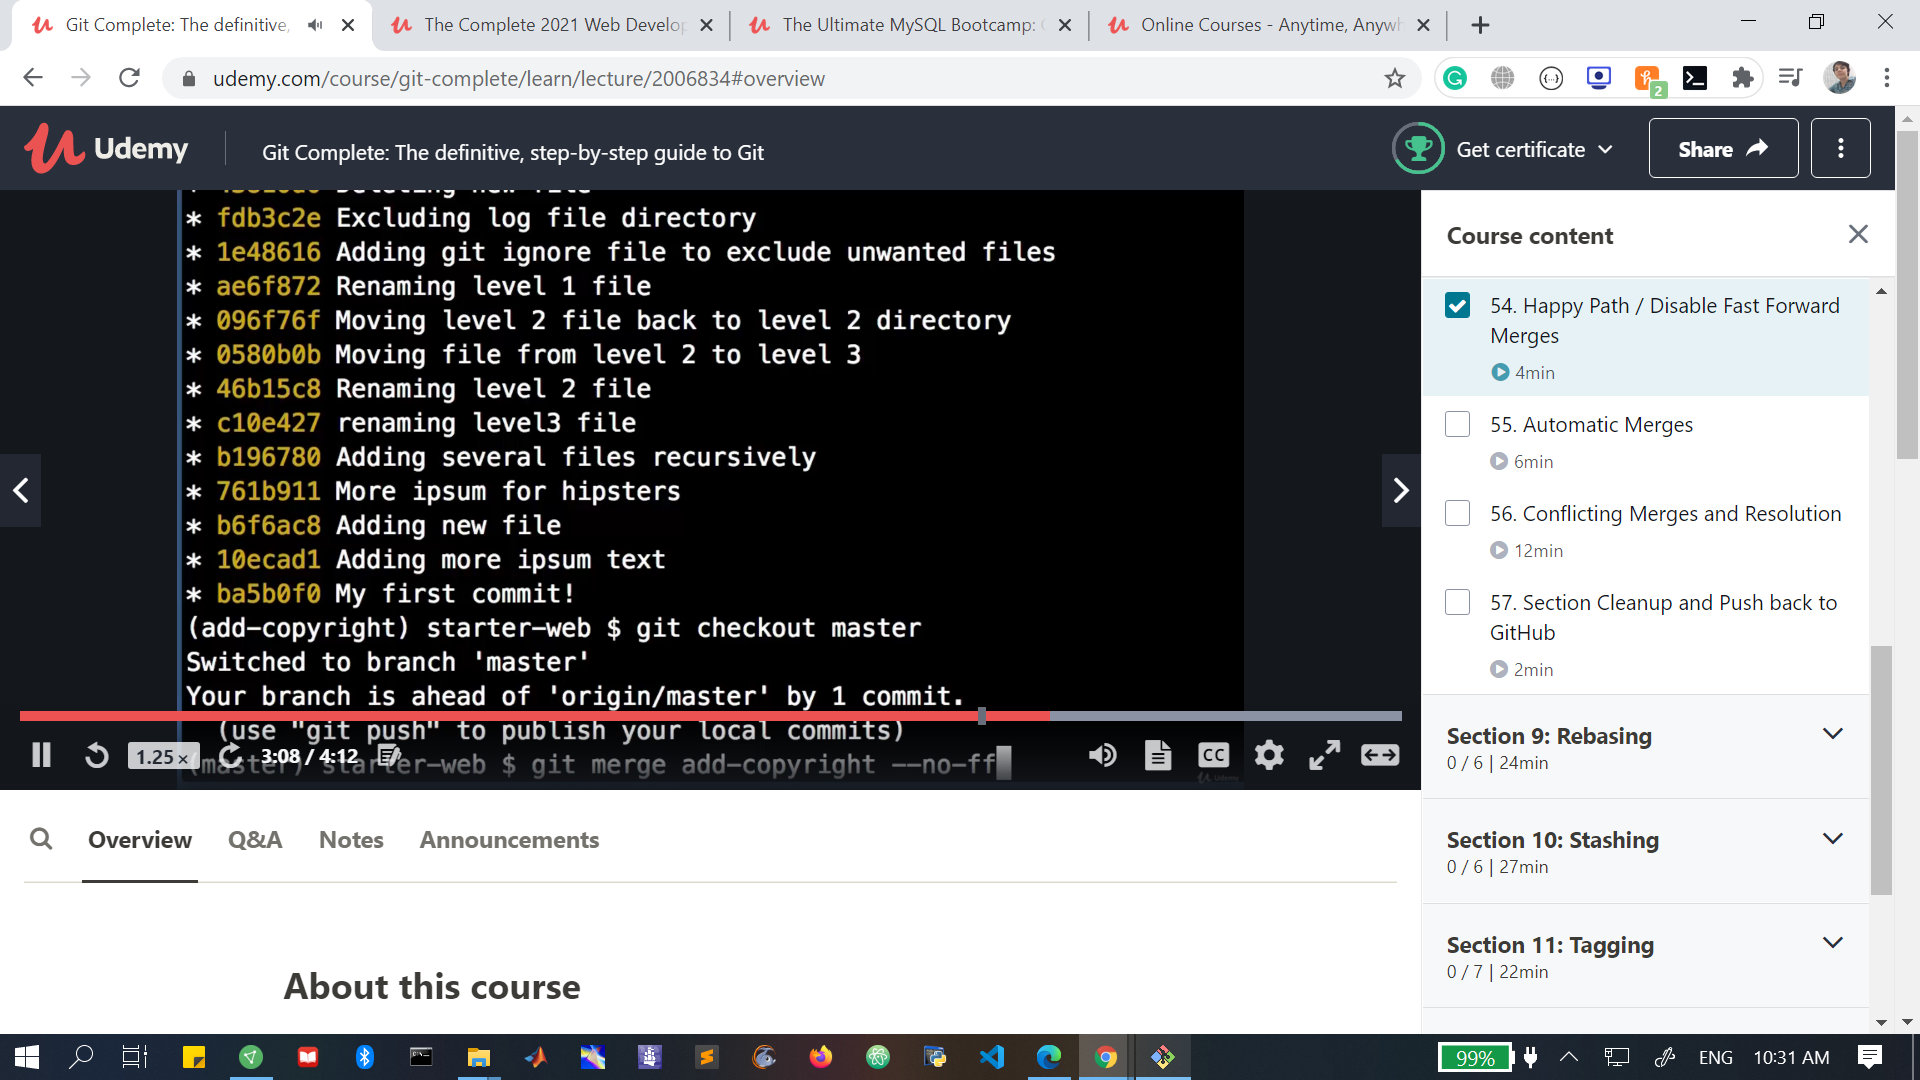 Git Complete: The definitive,
The Complete 2021 Web Develop
The Ultimate MySQL Bootcamp:
Online Courses - Anytime, Anywh
udemy.com/course/git-complete/learn/lecture/2006834#overview
2
Udemy
Git Complete: The definitive, step-by-step guide to Git
Get certificate
Share
* fdb3c2e Excluding log file directory
* 1e48616 Adding git ignore file to exclude unwanted files
* ae6f872 Renaming level 1 file
* 096f76f Moving level 2 file back to level 2 directory
* 0580b0b Moving file from level 2 to level 3
* 46b15c8 Renaming level 2 file
* c10e427 renaming level3 file
* b196780 Adding several files recursively
* 761b911 More ipsum for hipsters
* b6f6ac8 Adding new file
* 10ecad1 Adding more ipsum text
* ba5b0f0 My first commit!
(add-copyright) starter-web $ git checkout master
Switched to branch 'master'
Your branch is ahead of 'origin/master' by 1 commit.
(use "git push" to publish your local commits)
(master) starter-web $ git merge add-copyright --no-ff
1.25×
3:08 / 4:12
CC
Course content
54. Happy Path / Disable Fast Forward
Merges
4min
55. Automatic Merges
6min
56. Conflicting Merges and Resolution
12min
57. Section Cleanup and Push back to
GitHub
2min
Section 9: Rebasing
0 / 6 | 24min
Section 10: Stashing
0 / 6 | 27min
Section 11: Tagging
0 / 7 | 22min
Overview
Q&A
Notes
Announcements
About this course
99%
ENG
10:31 AM